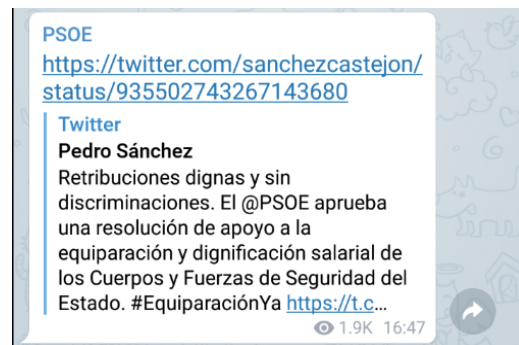 PSOE
https://twitter.com/sanchezcastejon/
status/935502743267143680
Twitter
Pedro Sánchez
Retribuciones dignas y sin
discriminaciones. El @PSOE aprueba
una resolución de apoyo a la
equiparación y dignificación salarial de
los Cuerpos y Fuerzas de Seguridad del
Estado. #EquiparaciónYa https://t.c...
1.9K 16:47